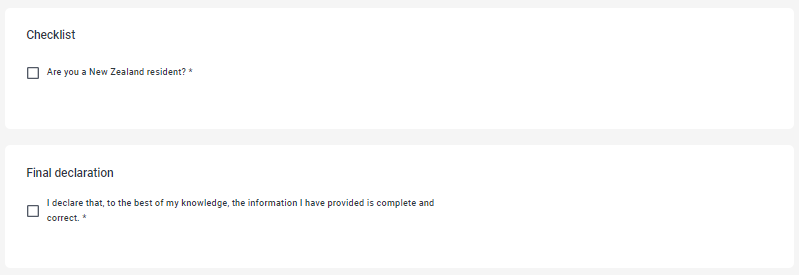 Checklist
Are you a New Zealand resident? *
Final declaration
I declare that, to the best of my knowledge, the information I have provided is complete and
correct. *